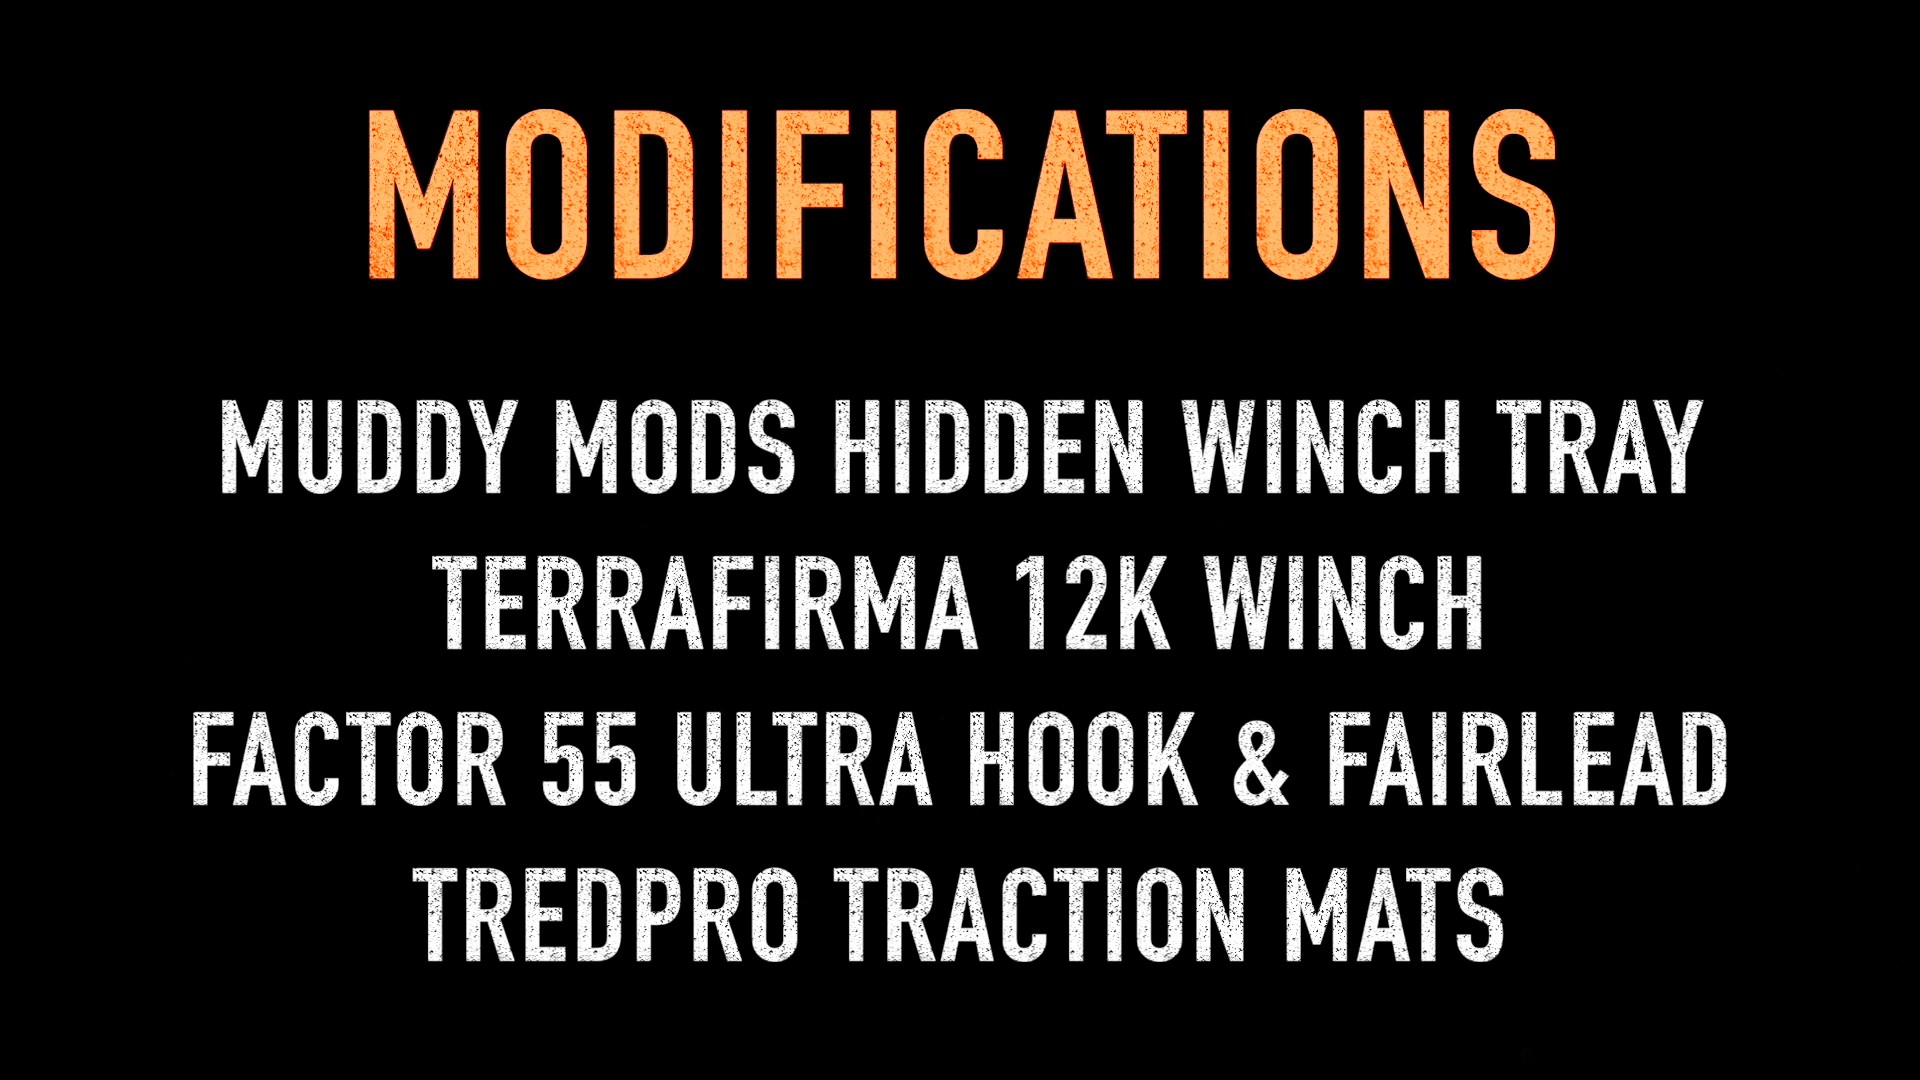 MODIFICATIONS
MUDDY MODS HIDDEN WINCH TRAY
TERRAFIRMA 12K WINCH
FACTOR 55 ULTRA HOOK & FAIRLEAD
TREDPRO TRACTION MATS